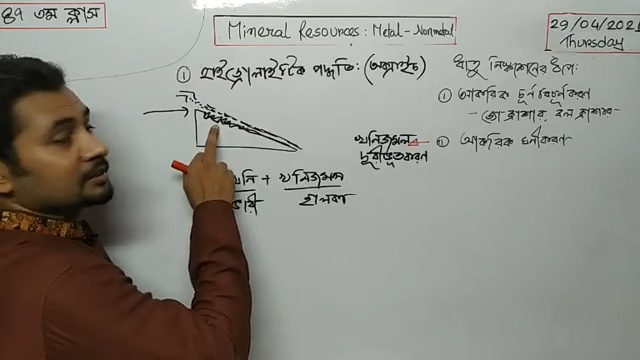 ৪৭ তম ক্লাস
Mineral Resources: Metal-Nonmetal
29/04/2021
Thursday
① হাইড্রোলাইটিক পদ্ধতি: (অক্সাইড)
খনি + খনিজমল
ভারী হালকা
খনিজমল
দূরীভূতকরণ
ধাতু নিষ্কাশনের ধাপ:
① আকরিক চূর্ণ বিচূর্ণকরণ
- জো ক্রাশার, বল ক্রাশার
② আকরিক ঘনীকরণ